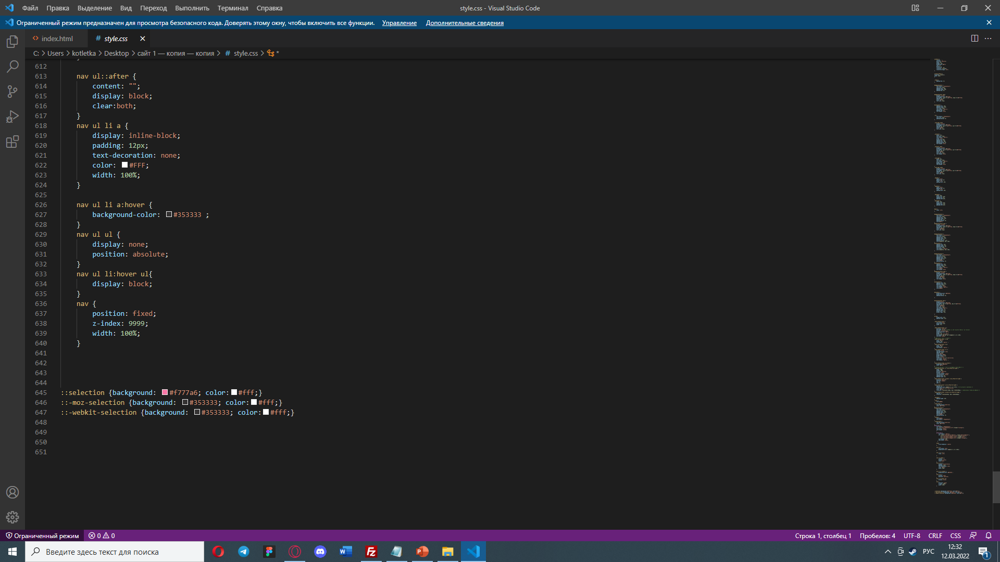 Файл Правка Выделение Вид Переход Выполнить Терминал Справка
style.css - Visual Studio Code
Ограниченный режим предназначен для просмотра безопасного кода. Доверять этому окну, чтобы включить все функции. Управление Дополнительные сведения
index.html # style.css
C: > Users > kotletka > Desktop > сайт 1 — копия — копия > # style.css > *
612
613 nav ul::after {
614 content: "";
615 display: block;
616 clear:both;
617 }
618 nav ul li a {
619 display: inline-block;
620 padding: 12px;
621 text-decoration: none;
622 color: #FFF;
623 width: 100%;
624 }
625
626 nav ul li a:hover {
627 background-color: #353333 ;
628 }
629 nav ul ul {
630 display: none;
631 position: absolute;
632 }
633 nav ul li:hover ul{
634 display: block;
635 }
636 nav {
637 position: fixed;
638 z-index: 9999;
639 width: 100%;
640 }
641
642
643
644
645 ::selection {background: #f777a6; color:#fff;}
646 ::-moz-selection {background: #353333; color:#fff;}
647 ::-webkit-selection {background: #353333; color:#fff;}
648
649
650
651
Ограниченный режим 0 0
Строка 1, столбец 1 Пробелов: 4 UTF-8 CRLF CSS
Введите здесь текст для поиска
РУС
12:32
12.03.2022
1